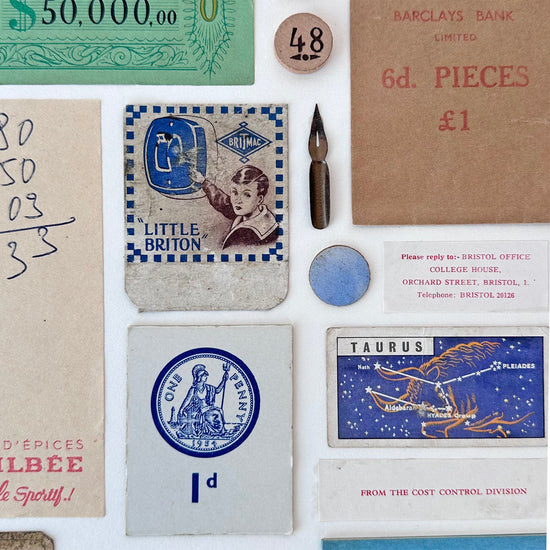 $50,000.00
48
BARCLAYS BANK
LIMITED
6d. PIECES
£1
50
03
33
BRITMAC
"LITTLE
BRITON"
Please reply to:- BRISTOL OFFICE
COLLEGE HOUSE,
ORCHARD STREET, BRISTOL, 1.
Telephone: BRISTOL 20126
ONE PENNY
1954
1d
TAURUS
Nath
PLEIADES
Aldebaran
HYADES Group
D'ÉPICES
ILBÉE
le Sportif.!
FROM THE COST CONTROL DIVISION